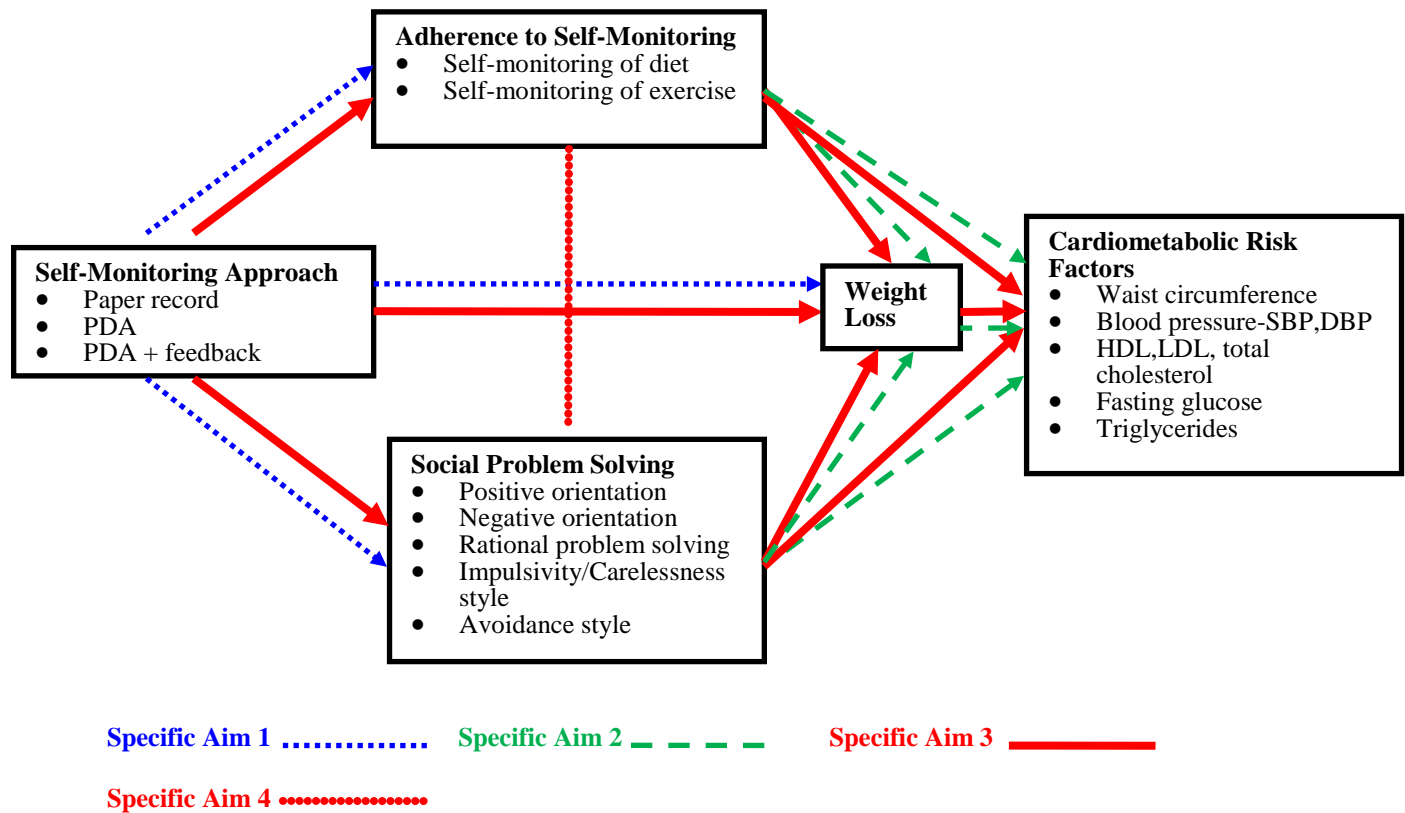 Adherence to Self-Monitoring
● Self-monitoring of diet
● Self-monitoring of exercise
Self-Monitoring Approach
● Paper record
● PDA
● PDA + feedback
Weight
Loss
Cardiometabolic Risk
Factors
● Waist circumference
● Blood pressure-SBP,DBP
● HDL,LDL, total
cholesterol
● Fasting glucose
● Triglycerides
Social Problem Solving
● Positive orientation
● Negative orientation
● Rational problem solving
● Impulsivity/Carelessness
style
● Avoidance style
Specific Aim 1
Specific Aim 2
Specific Aim 3
Specific Aim 4